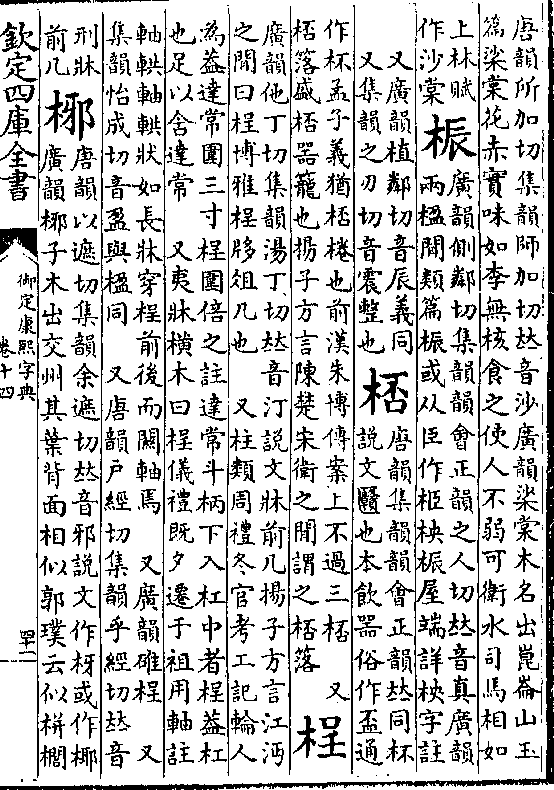 唐韻所加切集韻師加切𠀤音沙廣韻桬棠木名出崑崙山玉
篇桬棠花赤實味如李無核食之使人不弱可衛水司馬相如
上林賦
作沙棠
桭
廣韻側鄰切集韻韻會正韻之人切𠀤音真廣韻
兩楹閒類篇桭或从臣作㭴柍桭屋端詳柍字註
又廣韻植鄰切音辰義同
又集韻之刃切音震整也
桮
唐韻集韻韻會正韻𠀤同杯
說文䉶也本飲器俗作盃通
作杯孟子義猶桮棬也前漢朱博傳案上不過三桮 又
桮落盛桮器籠也揚子方言陳楚宋衛之閒謂之桮落
桯
廣韻他丁切集韻湯丁切𠀤音汀說文牀前几揚子方言江沔
之閒曰桯博雅桯牀俎几也 又柱類周禮冬官考工記輪人
為蓋達常圍三寸桯圍倍之註達常斗柄下入杠中者桯蓋杠
也足以含達常 又夷牀橫木曰桯儀禮既夕遷于祖用軸註
軸輁軸輁狀如長牀穿桯前後而關軸焉 又廣韻碓桯 又
集韻怡成切音盈與楹同 又唐韻戸經切集韻乎經切𠀤音
刑牀
前几
梛
唐韻以遮切集韻余遮切𠀤音邪說文作枒或作椰
廣韻梛子木出交州其葉背面相似郭璞云似栟櫚
欽定四庫全書
御定康熙字典
卷十四